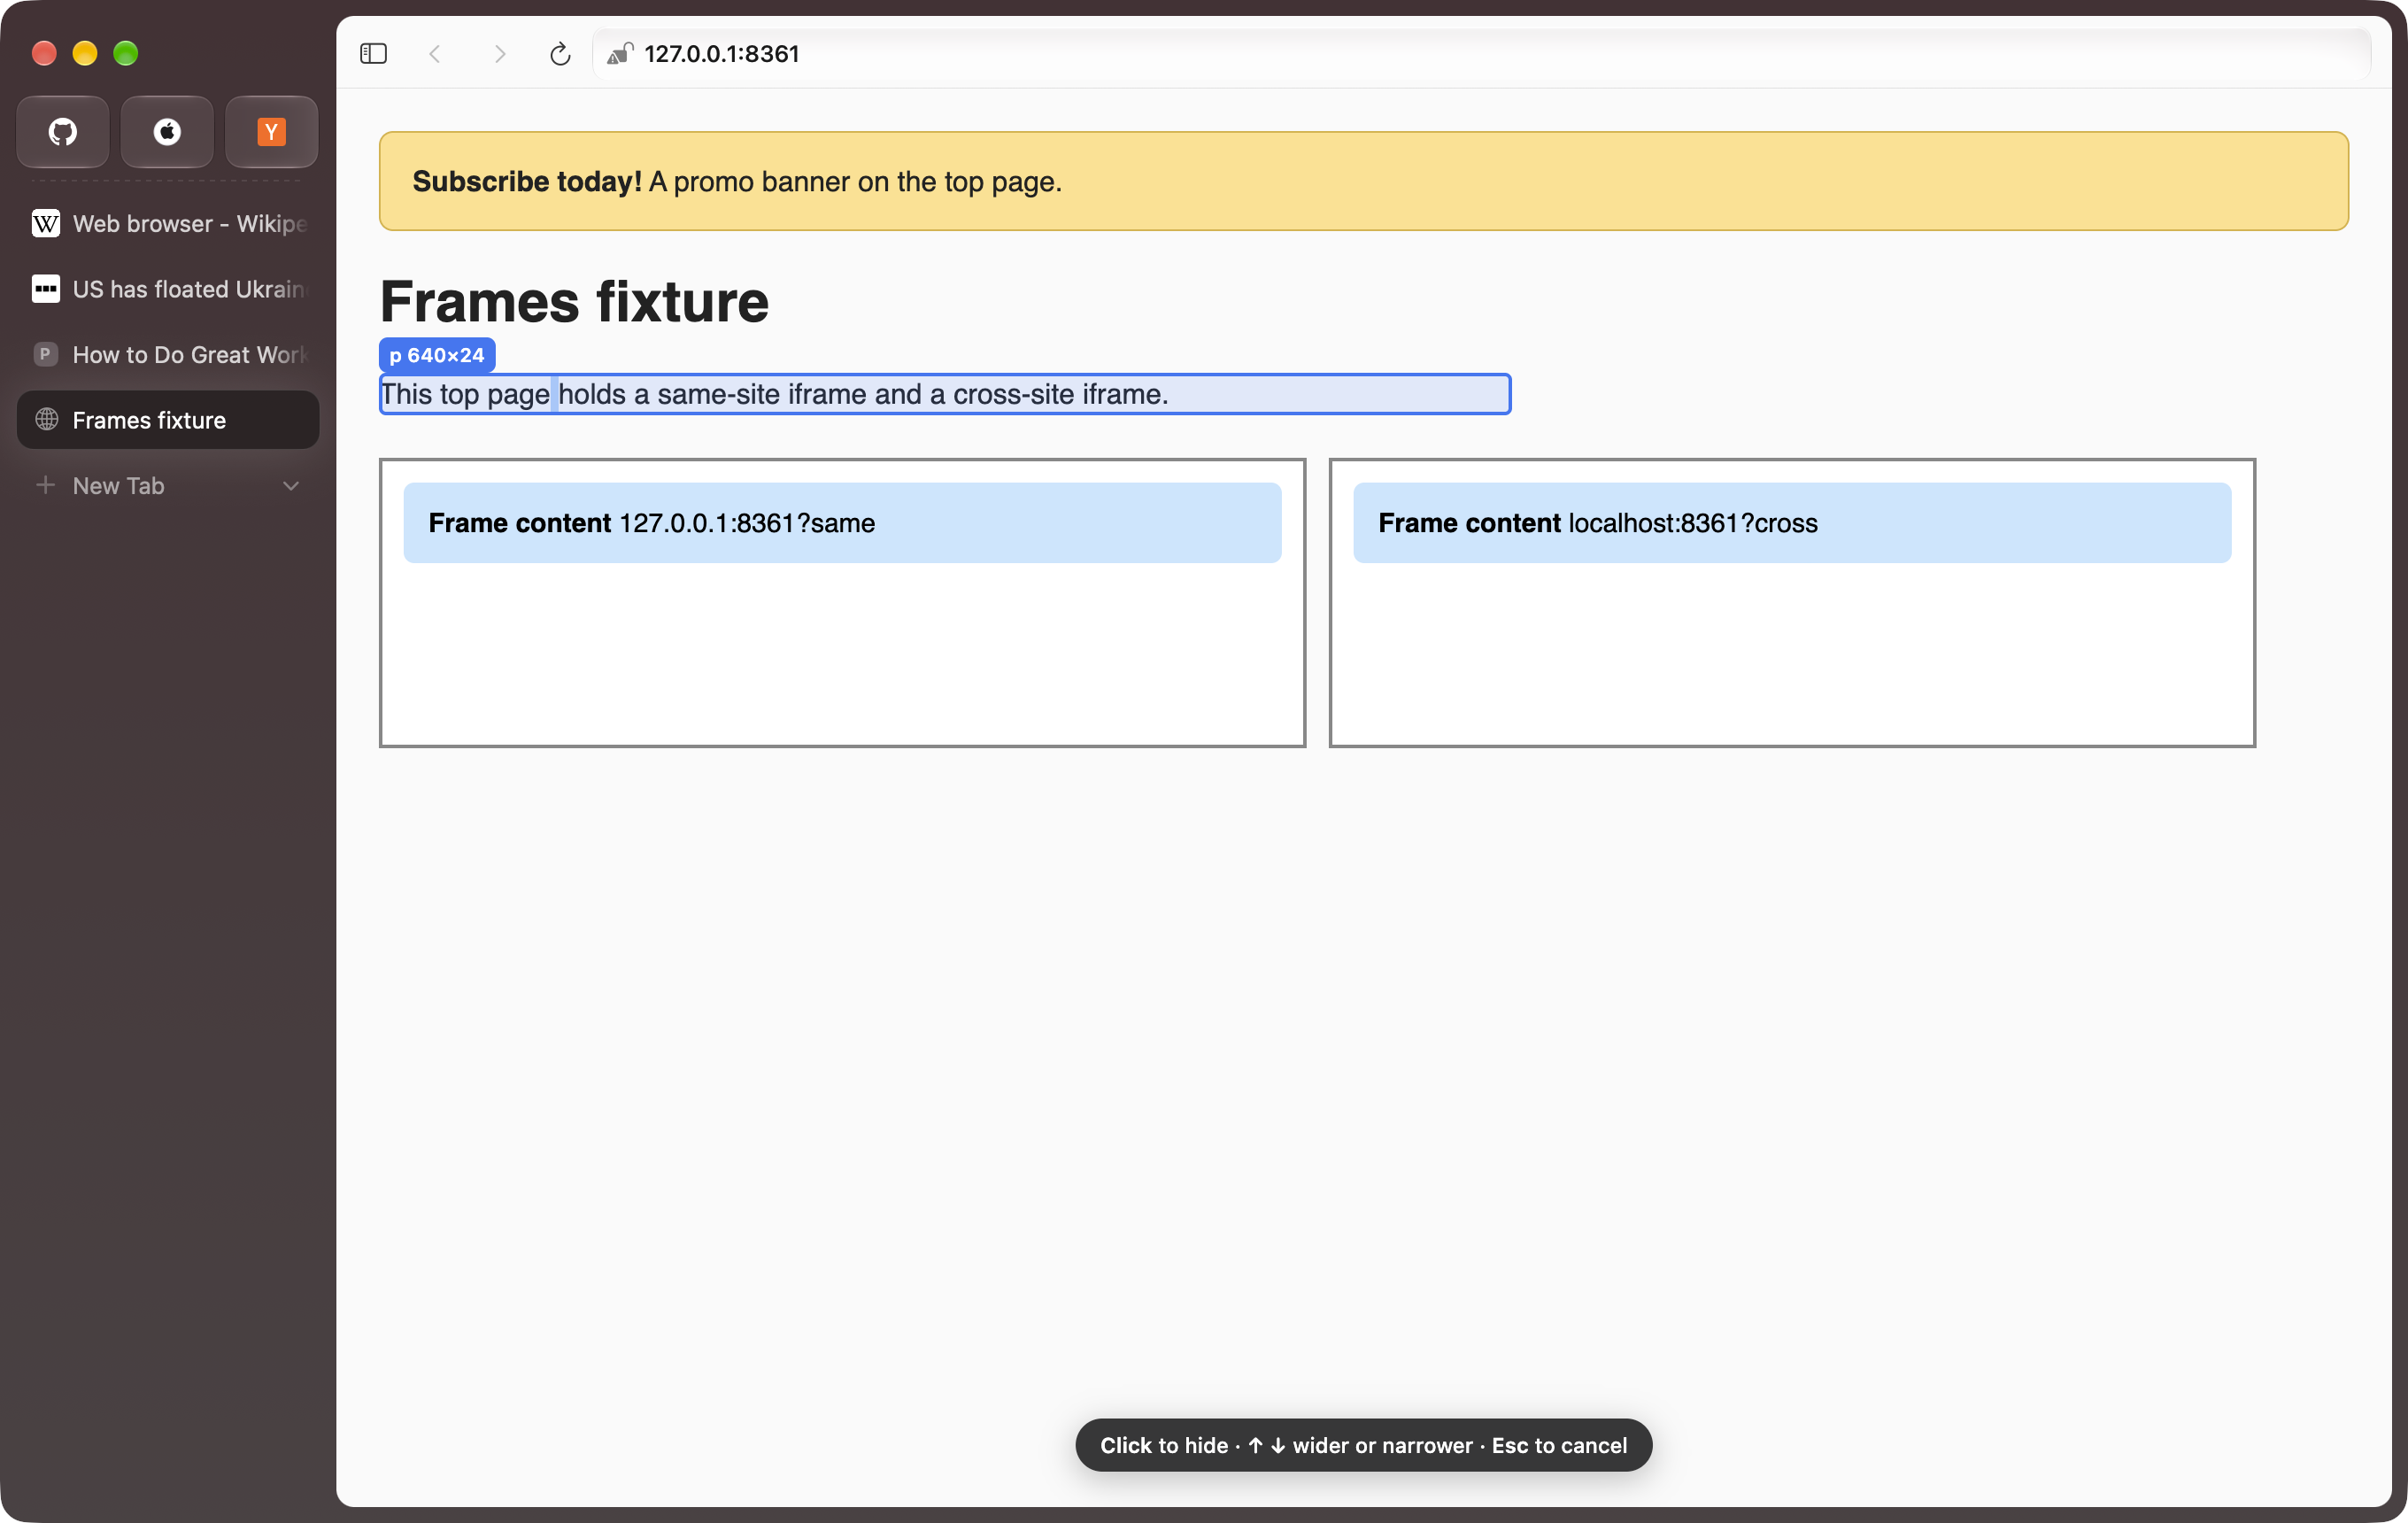 127.0.0.1:8361
Y
W Web browser - Wikipe
US has floated Ukrain
P How to Do Great Work
Frames fixture
New Tab
Subscribe today! A promo banner on the top page.
Frames fixture
p 640×24
This top page holds a same-site iframe and a cross-site iframe.
Frame content 127.0.0.1:8361?same
Frame content localhost:8361?cross
Click to hide · ↑ ↓ wider or narrower · Esc to cancel